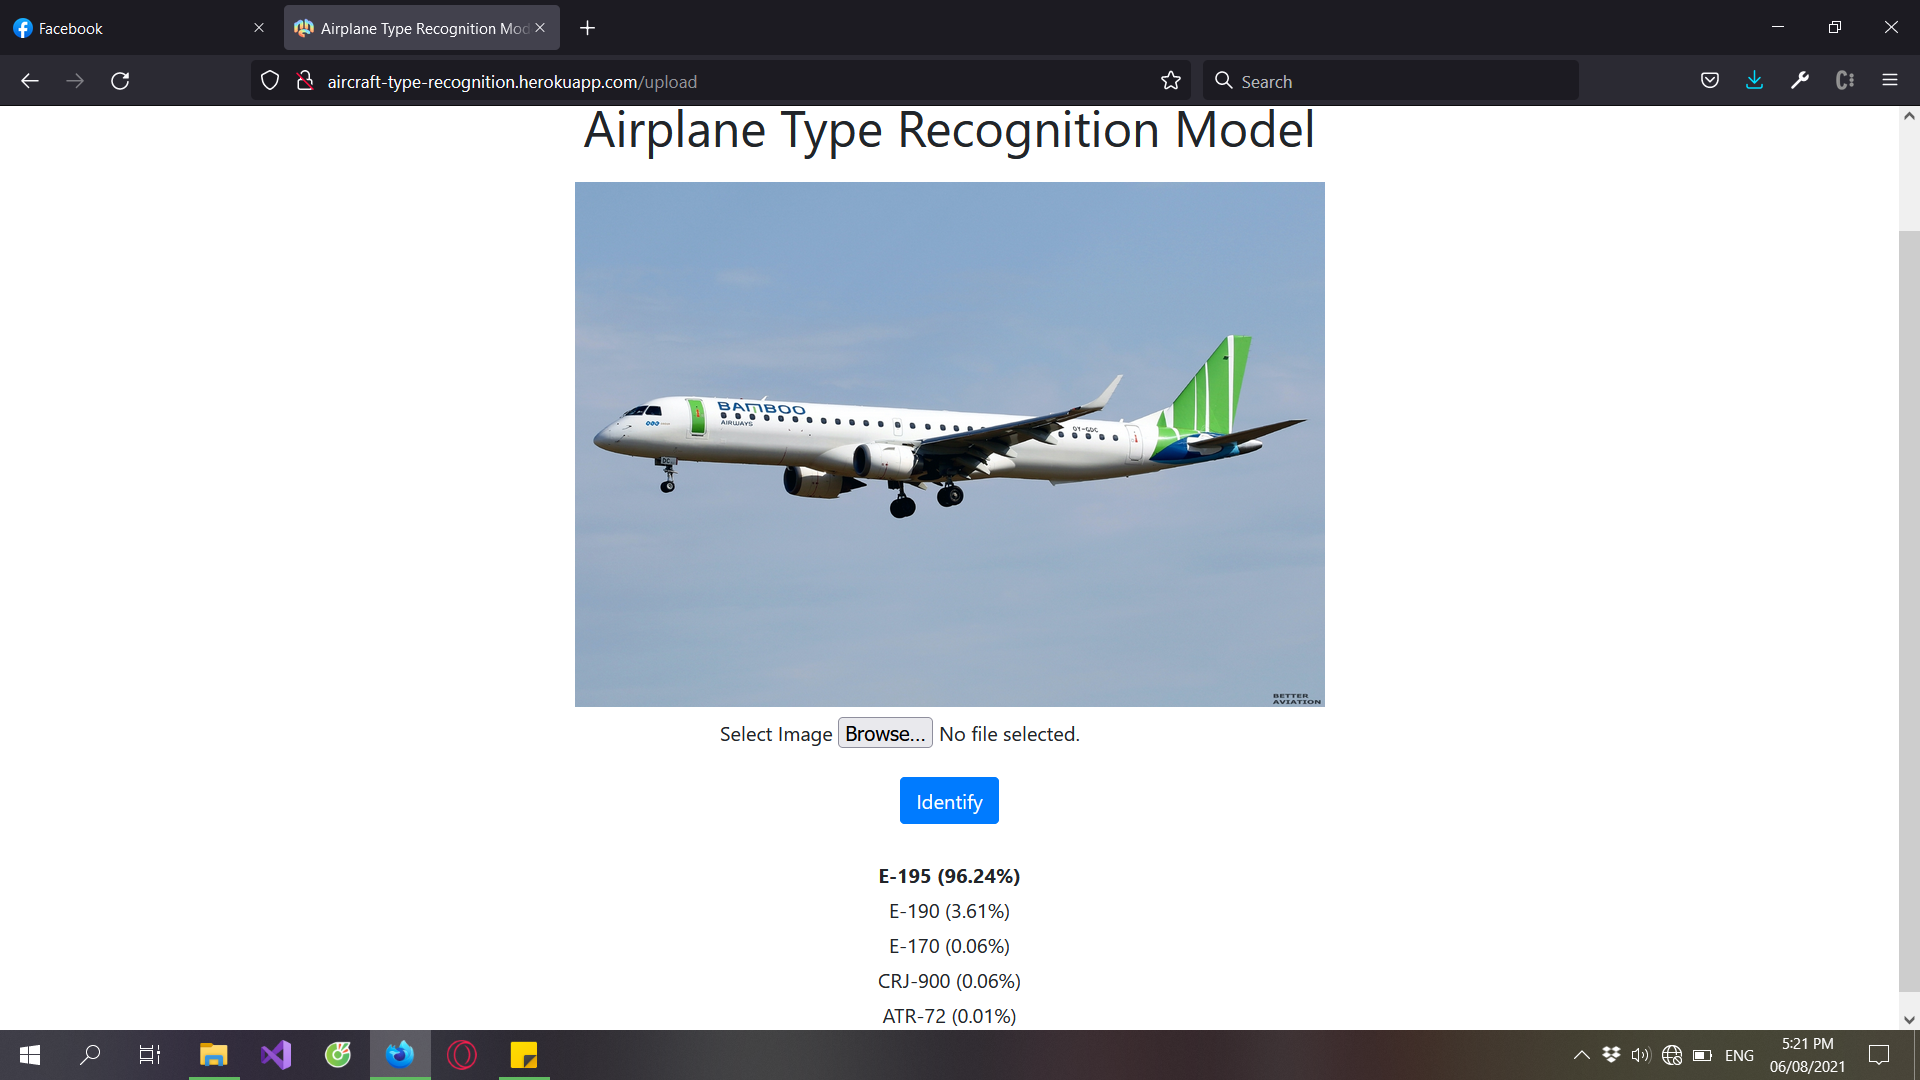 Facebook
Airplane Type Recognition Mod
aircraft-type-recognition.herokuapp.com/upload
Search
Airplane Type Recognition Model
BAMBOO
AIRWAYS
OY-GDC
BETTER
AVIATION
Select Image Browse... No file selected.
Identify
E-195 (96.24%)
E-190 (3.61%)
E-170 (0.06%)
CRJ-900 (0.06%)
ATR-72 (0.01%)
ENG
5:21 PM
06/08/2021